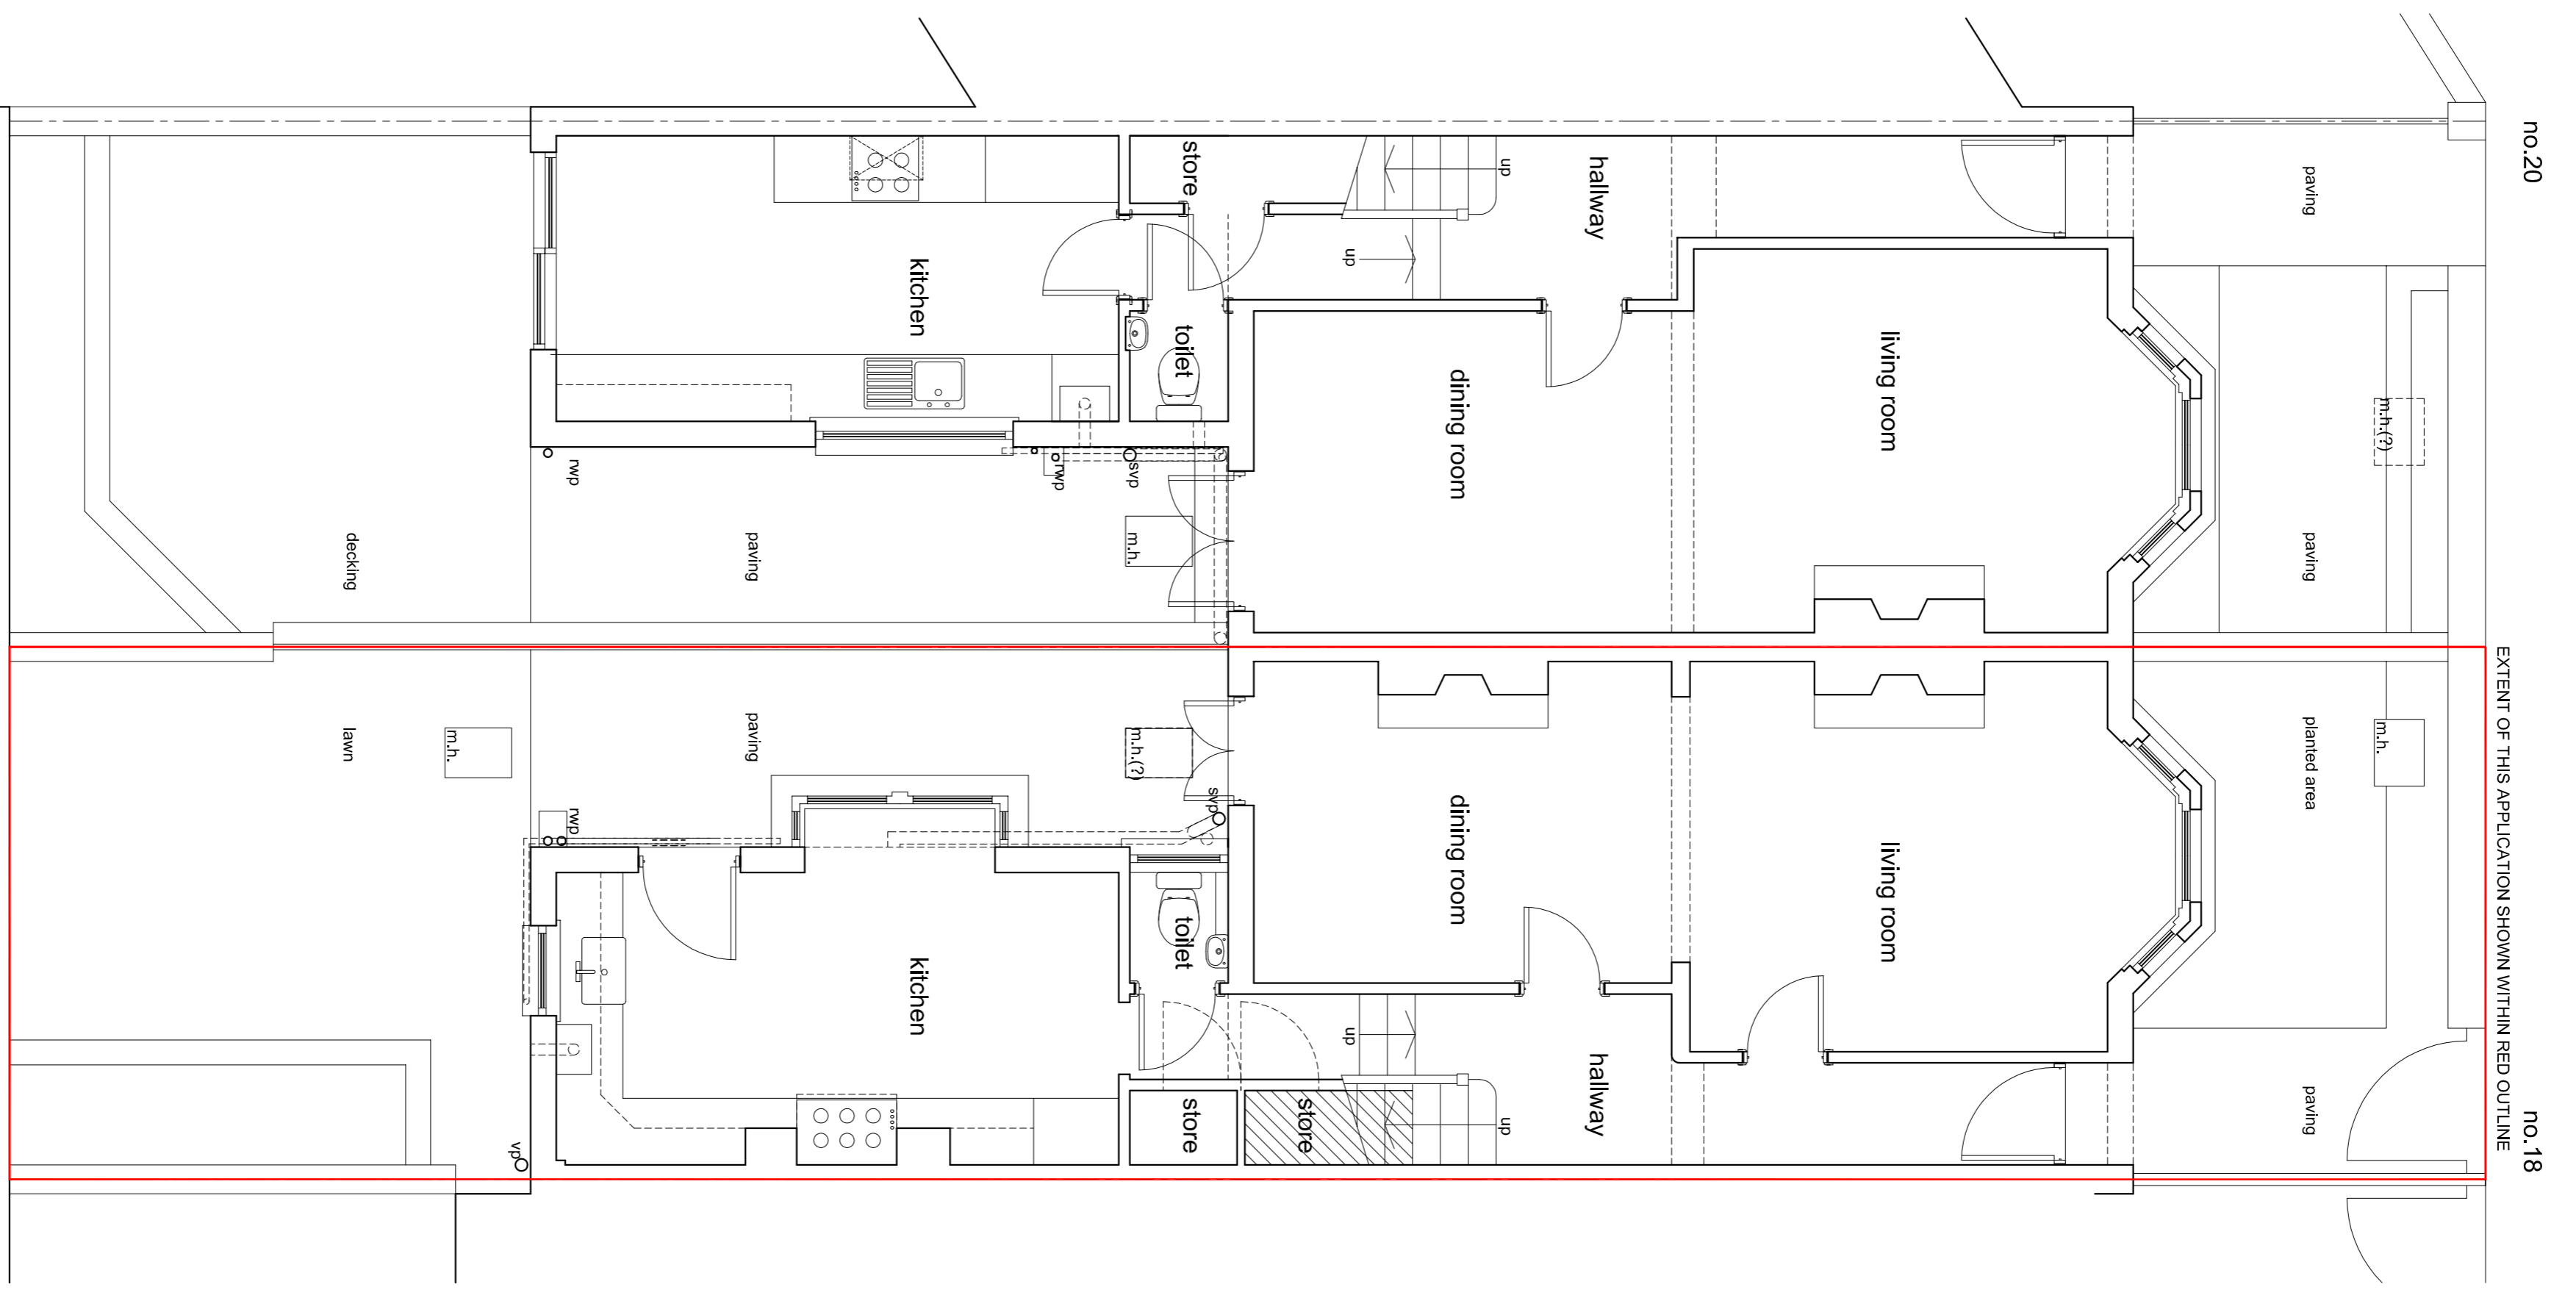 no.20
paving
hallway
up
store
up
kitchen
toilet
living room
dining room
m.h.(?)
paving
rwp
rwp
svp
m.h.
paving
decking
EXTENT OF THIS APPLICATION SHOWN WITHIN RED OUTLINE
no.18
planted area
m.h.
living room
dining room
m.h.(?)
svp
paving
m.h.
lawn
rwp
toilet
kitchen
up
hallway
up
store
store
paving
vp